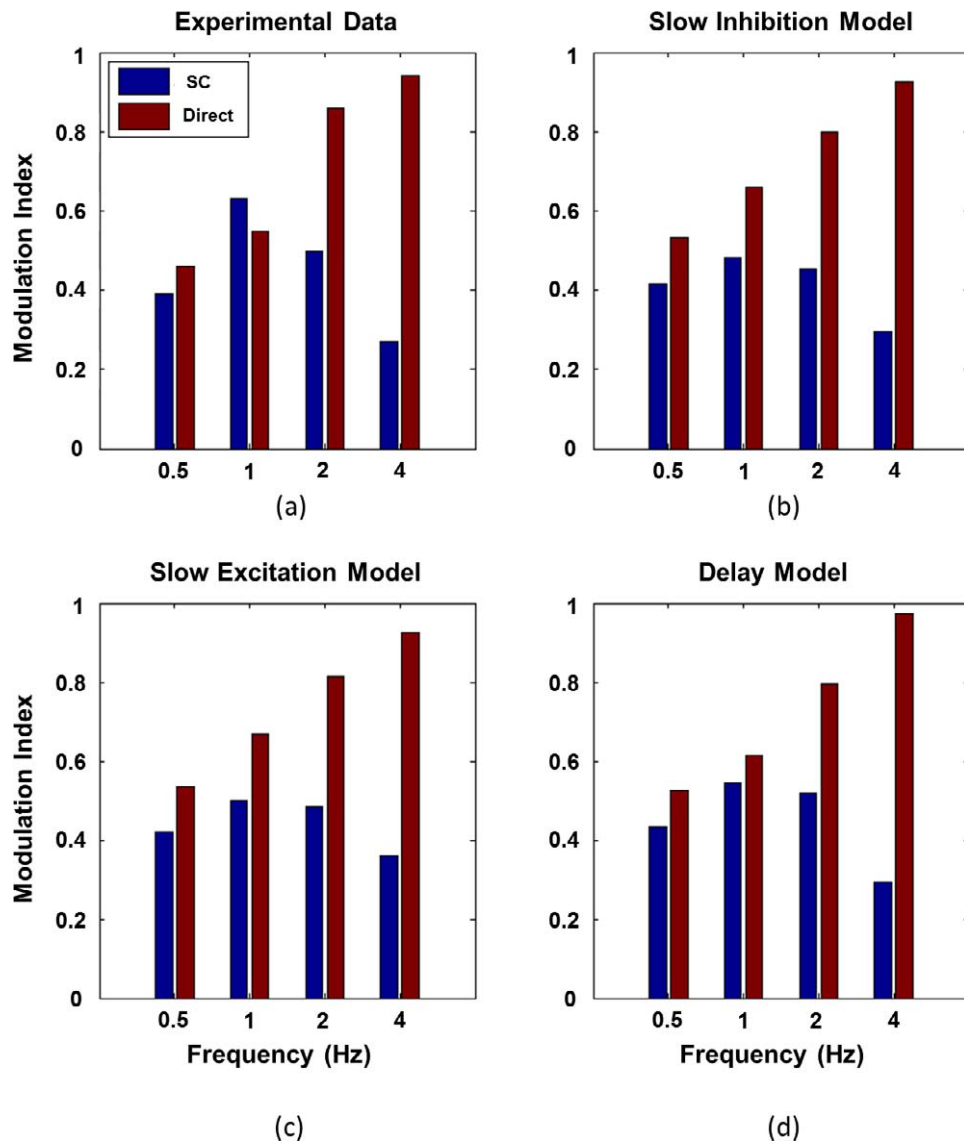 Experimental Data
Modulation Index
1
0.8
0.6
0.4
0.2
0
SC
Direct
0.5 1 2 4
(a)
Slow Inhibition Model
1
0.8
0.6
0.4
0.2
0
0.5 1 2 4
(b)
Slow Excitation Model
Modulation Index
1
0.8
0.6
0.4
0.2
0
0.5 1 2 4
Frequency (Hz)
(c)
Delay Model
1
0.8
0.6
0.4
0.2
0
0.5 1 2 4
Frequency (Hz)
(d)